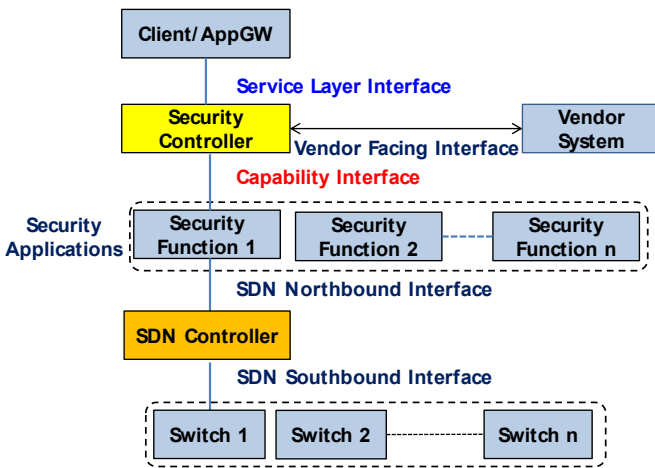 Client/AppGW
Service Layer Interface
Security
Controller
Vendor
System
Vendor Facing Interface
Capability Interface
Security
Applications
Security
Function 1
Security
Function 2
Security
Function n
SDN Northbound Interface
SDN Controller
SDN Southbound Interface
Switch 1
Switch 2
Switch n